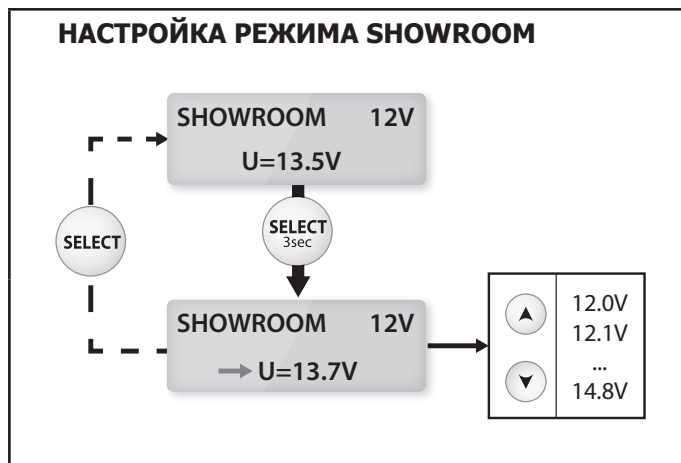 НАСТРОЙКА РЕЖИМА SHOWROOM
SHOWROOM 12V
U=13.5V
SELECT
SELECT
3sec
SHOWROOM 12V
U=13.7V
12.0V
12.1V
...
14.8V